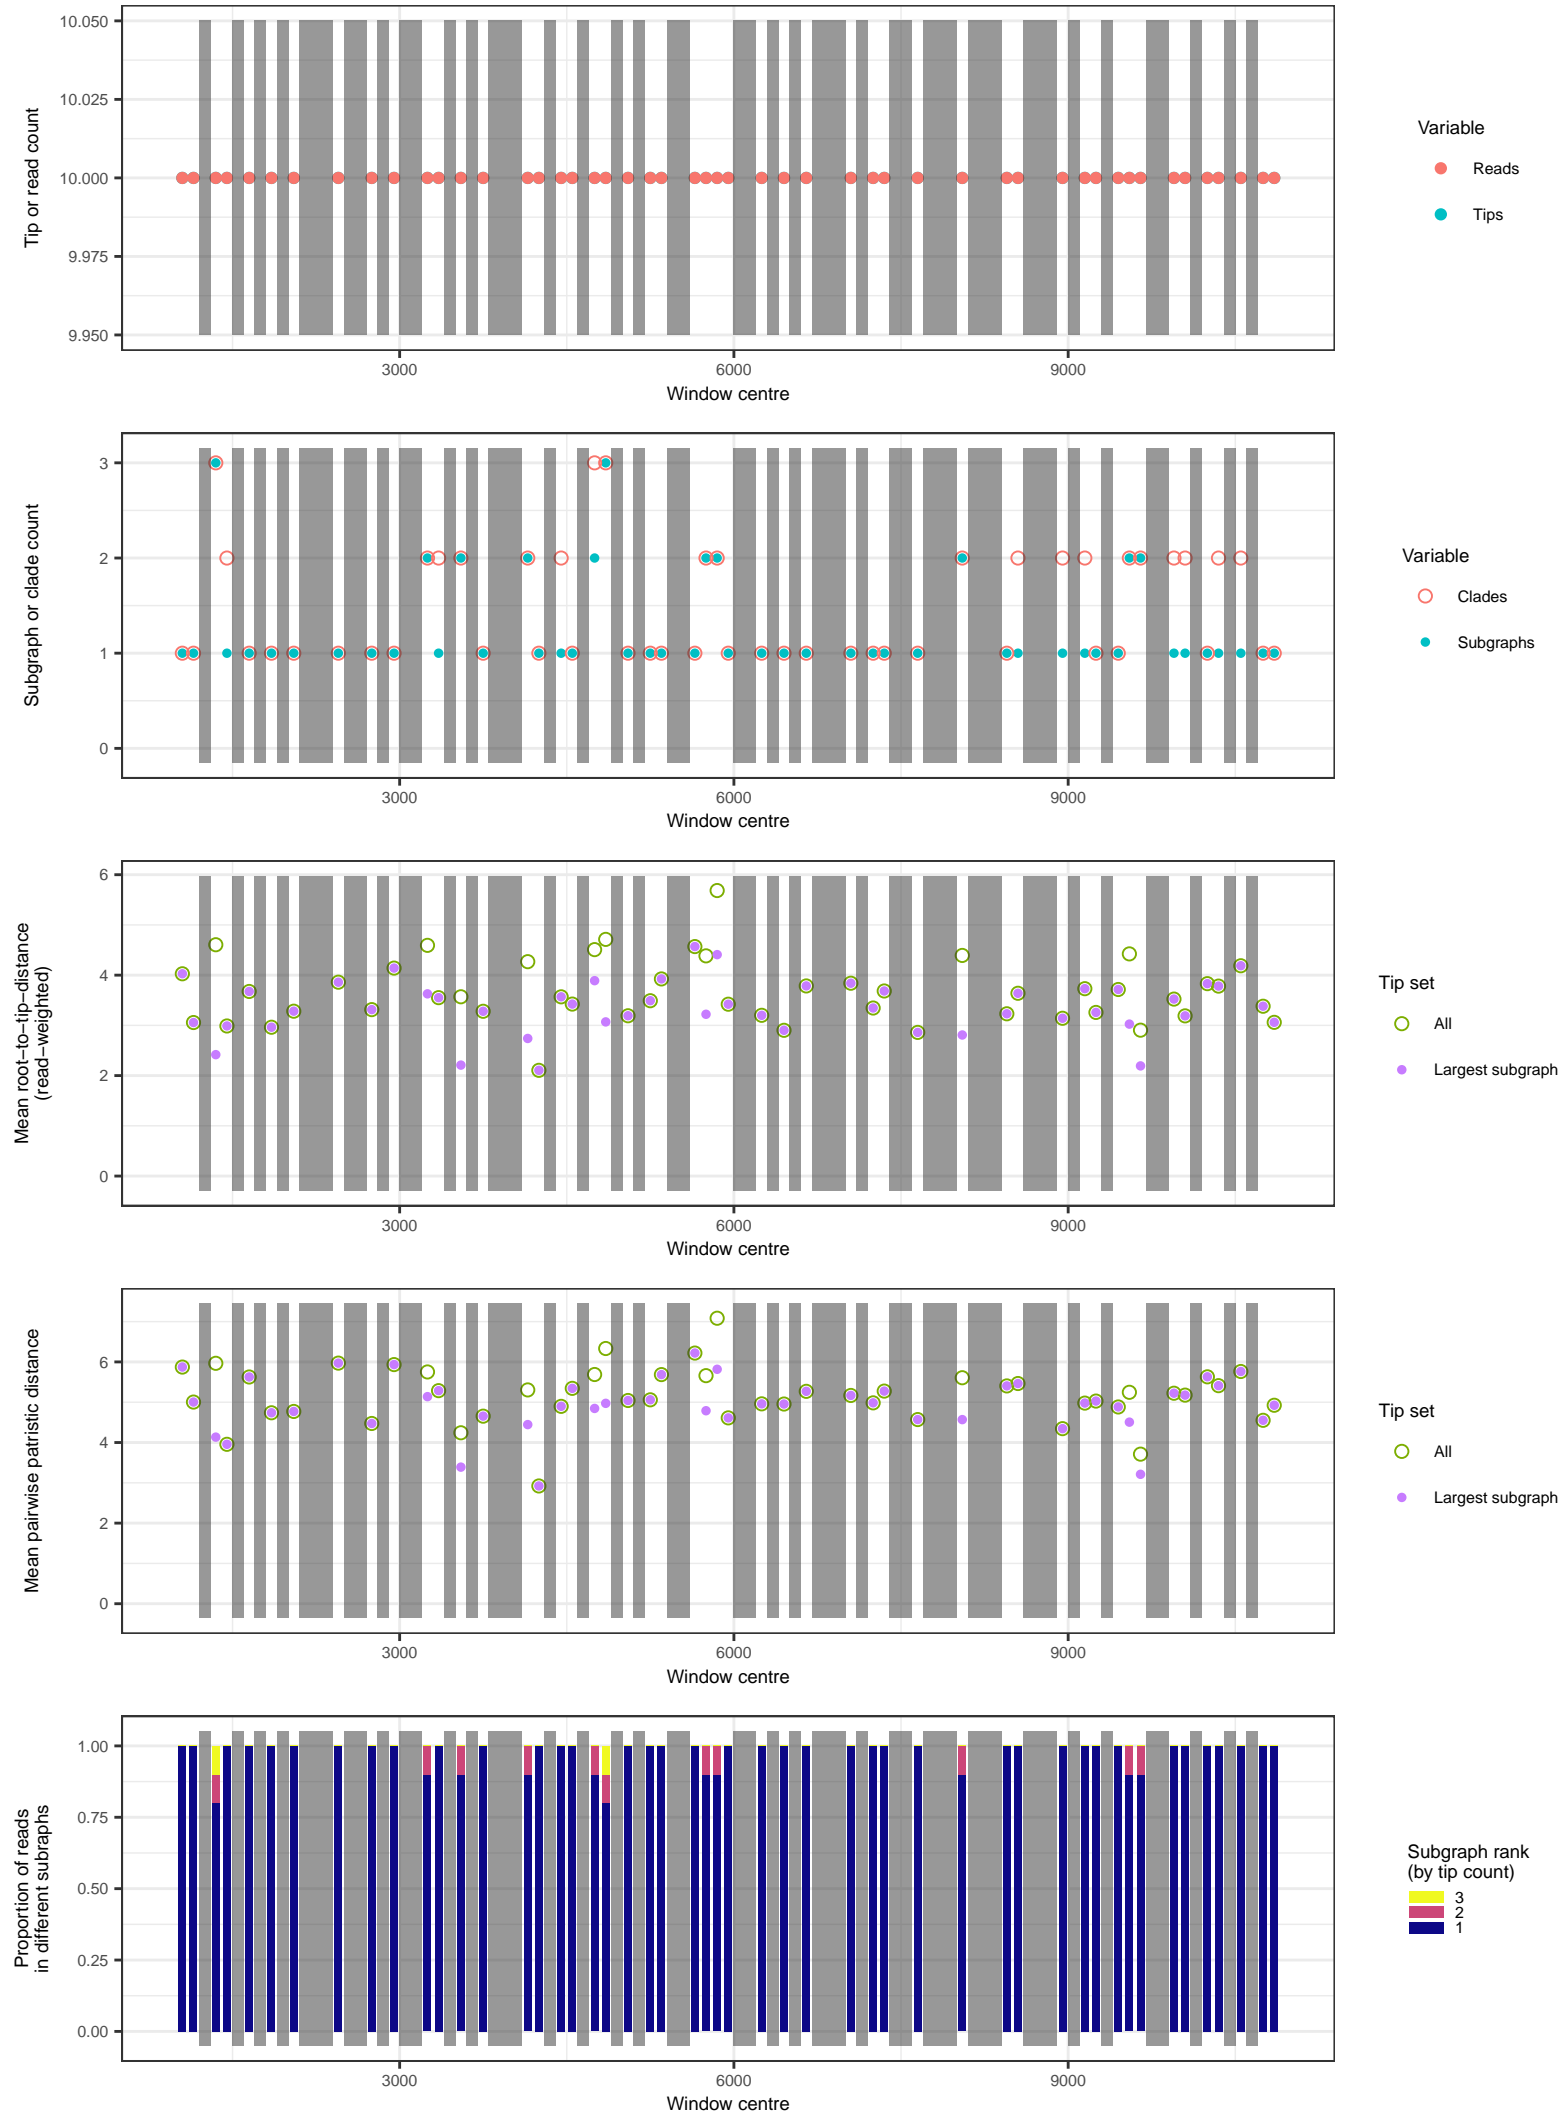 10.050
10.025
10.000
9.975
9.950
Tip or read count
3000
6000
9000
Window centre
Variable
Reads
Tips
3
2
1
0
Subgraph or clade count
3000
6000
9000
Window centre
Variable
Clades
Subgraphs
6
4
2
0
Mean root−to−tip−distance
(read−weighted)
3000
6000
9000
Window centre
Tip set
All
Largest subgraph
6
4
2
0
Mean pairwise patristic distance
3000
6000
9000
Window centre
Tip set
All
Largest subgraph
1.00
0.75
0.50
0.25
0.00
Proportion of reads
in different subraphs
3000
6000
9000
Window centre
Subgraph rank
(by tip count)
3
2
1